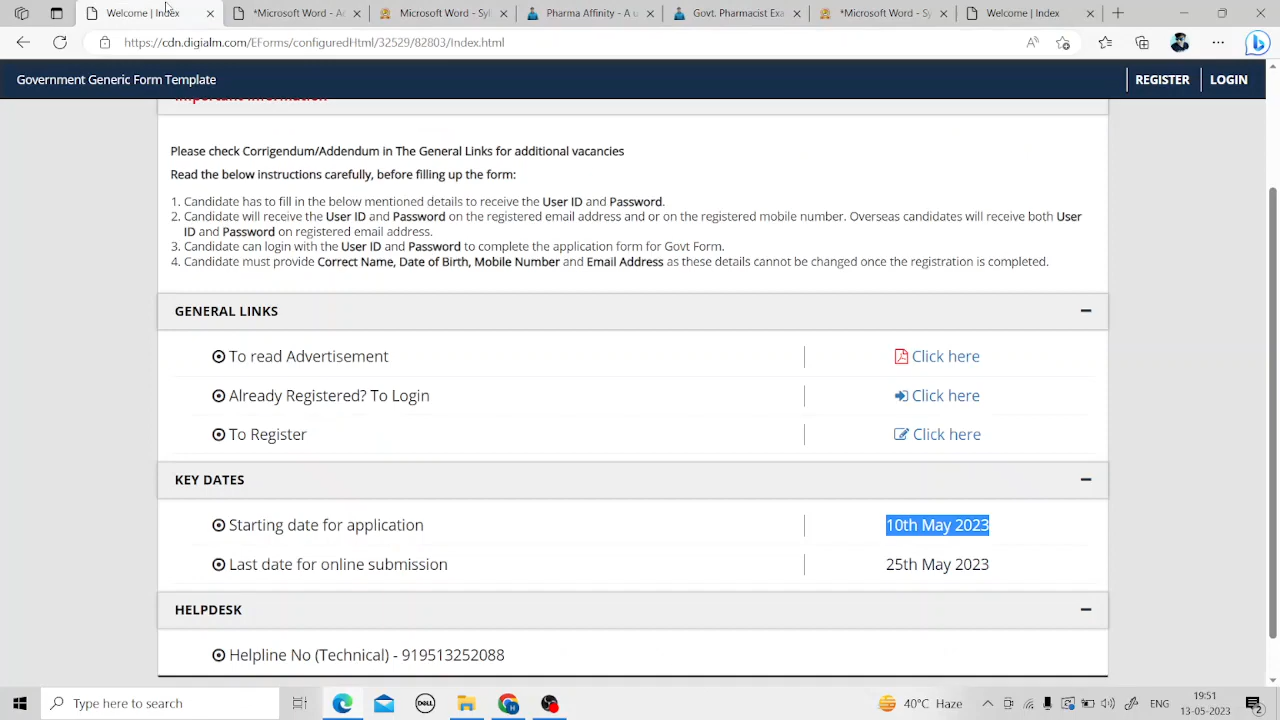 Welcome | Index
*Microsoft Word - Ac
Microsoft Word - Syl
Pharma Affinity - A u
Govt. Pharmacist Exa
*Microsoft Word - Sy
Welcome | Index
https://cdn.digialm.com/EForms/configuredHtml/32529/82803/Index.html
Government Generic Form Template
REGISTER
LOGIN
Important Information
Please check Corrigendum/Addendum in The General Links for additional vacancies
Read the below instructions carefully, before filling up the form:
1. Candidate has to fill in the below mentioned details to receive the User ID and Password.
2. Candidate will receive the User ID and Password on the registered email address and or on the registered mobile number. Overseas candidates will receive both User
ID and Password on registered email address.
3. Candidate can login with the User ID and Password to complete the application form for Govt Form.
4. Candidate must provide Correct Name, Date of Birth, Mobile Number and Email Address as these details cannot be changed once the registration is completed.
GENERAL LINKS
To read Advertisement
Click here
Already Registered? To Login
Click here
To Register
Click here
KEY DATES
Starting date for application
10th May 2023
Last date for online submission
25th May 2023
HELPDESK
Helpline No (Technical) - 919513252088
Type here to search
DELL
40°C Haze
ENG
19:51
13-05-2023
2